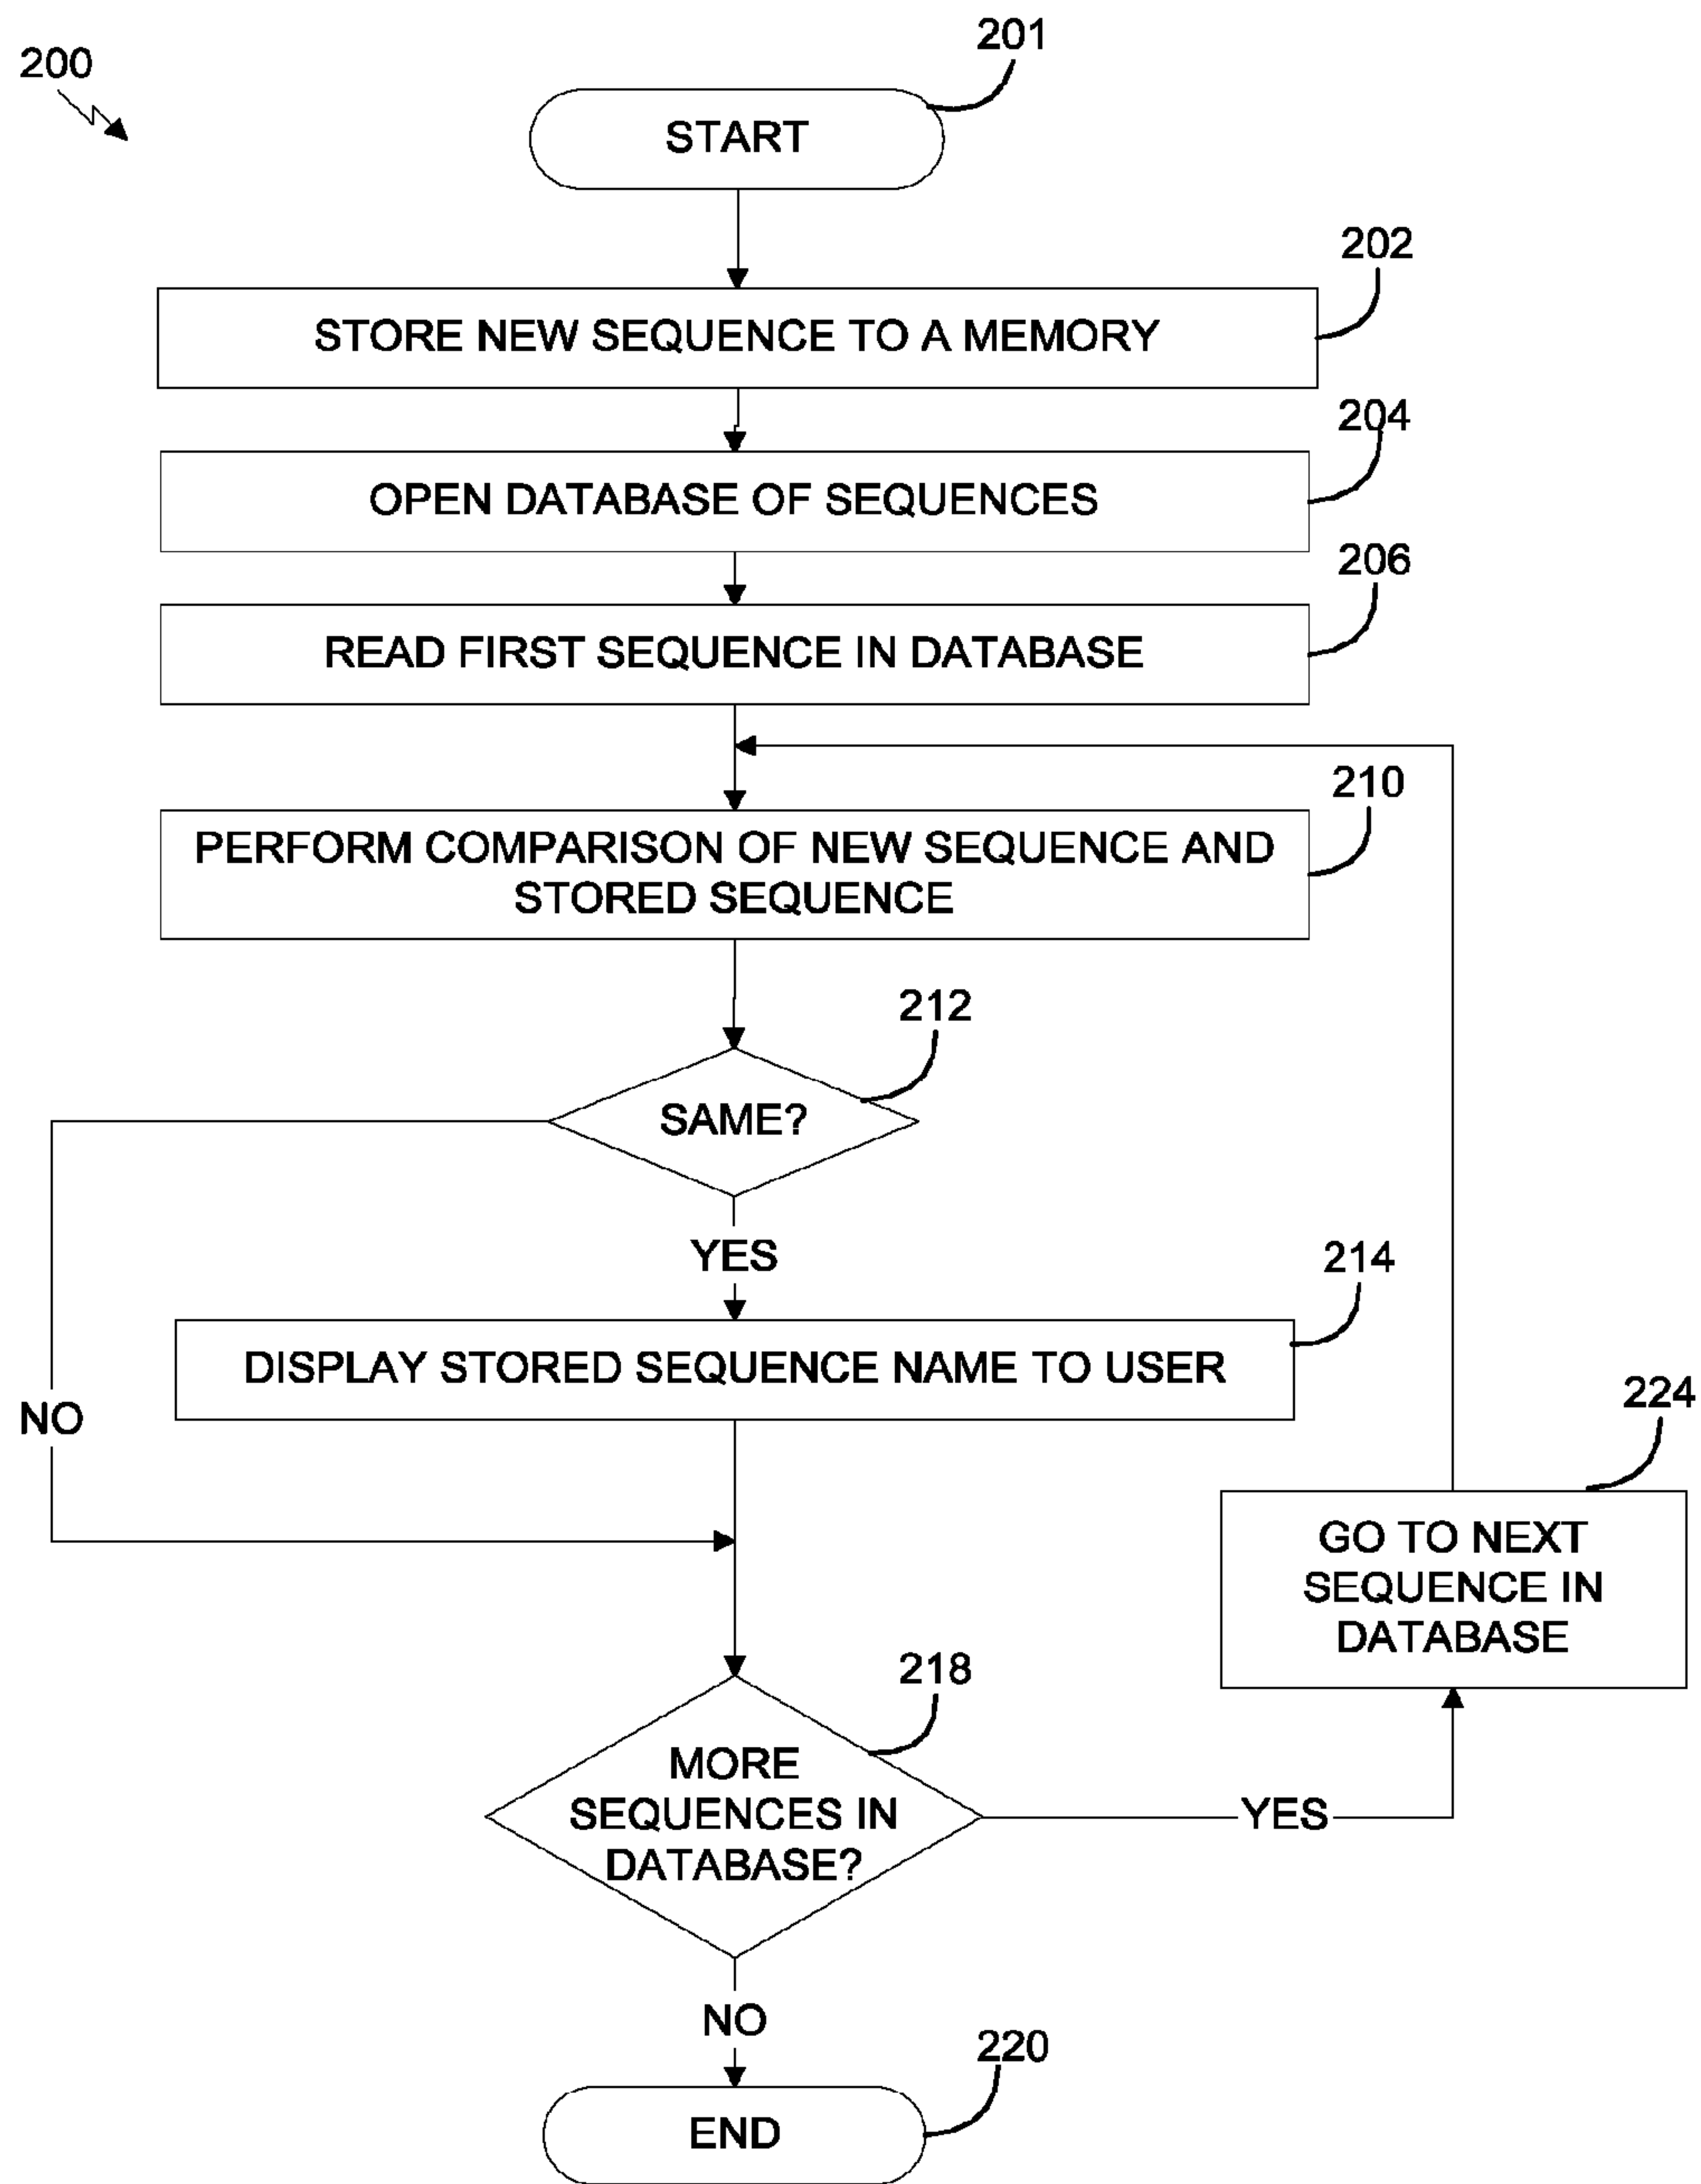 200
201
START
202
STORE NEW SEQUENCE TO A MEMORY
204
OPEN DATABASE OF SEQUENCES
206
READ FIRST SEQUENCE IN DATABASE
210
PERFORM COMPARISON OF NEW SEQUENCE AND
STORED SEQUENCE
212
SAME?
YES
214
DISPLAY STORED SEQUENCE NAME TO USER
NO
224
GO TO NEXT
SEQUENCE IN
DATABASE
218
MORE
SEQUENCES IN
DATABASE?
YES
NO
220
END